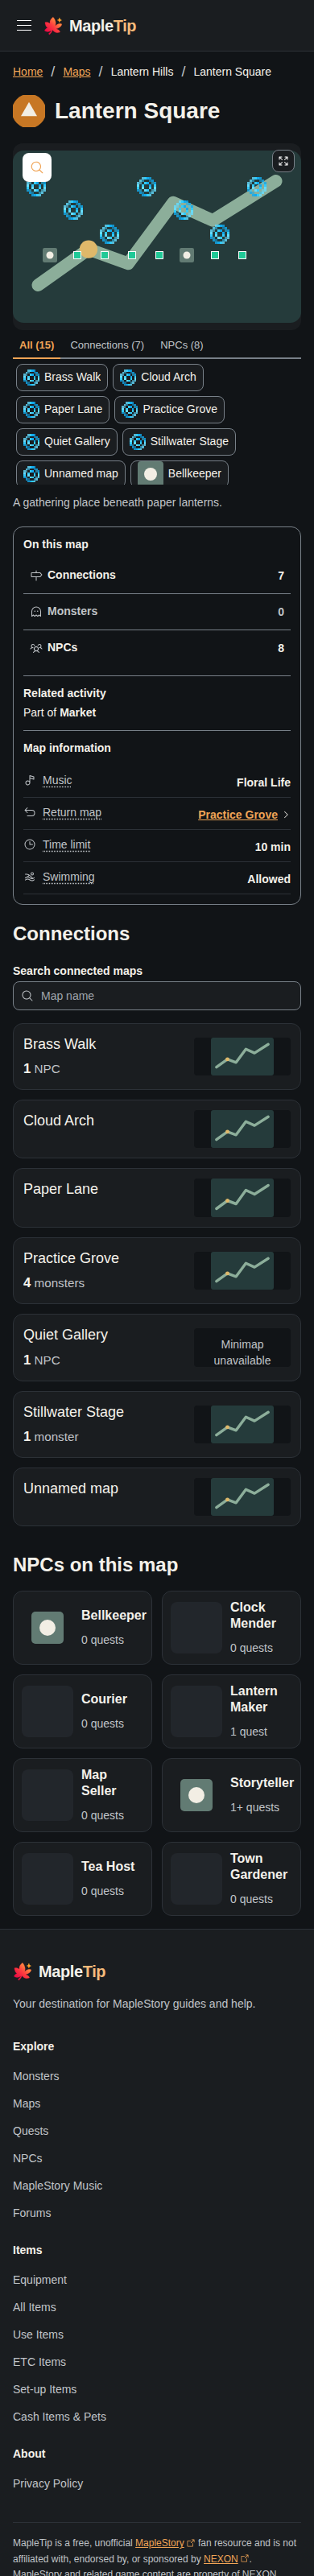 MapleTip
Home / Maps / Lantern Hills / Lantern Square
Lantern Square
All (15) Connections (7) NPCs (8)
Brass Walk Cloud Arch
Paper Lane Practice Grove
Quiet Gallery Stillwater Stage
Unnamed map Bellkeeper
A gathering place beneath paper lanterns.
On this map
Connections 7
Monsters 0
NPCs 8
Related activity
Part of Market
Map information
Music Floral Life
Return map Practice Grove
Time limit 10 min
Swimming Allowed
Connections
Search connected maps
Map name
Brass Walk
1 NPC
Cloud Arch
Paper Lane
Practice Grove
4 monsters
Quiet Gallery
1 NPC
Minimap
unavailable
Stillwater Stage
1 monster
Unnamed map
NPCs on this map
Bellkeeper
0 quests
Clock
Mender
0 quests
Courier
0 quests
Lantern
Maker
1 quest
Map
Seller
0 quests
Storyteller
1+ quests
Tea Host
0 quests
Town
Gardener
0 quests
MapleTip
Your destination for MapleStory guides and help.
Explore
Monsters
Maps
Quests
NPCs
MapleStory Music
Forums
Items
Equipment
All Items
Use Items
ETC Items
Set-up Items
Cash Items & Pets
About
Privacy Policy
MapleTip is a free, unofficial MapleStory fan resource and is not
affiliated with, endorsed by, or sponsored by NEXON.
MapleStory and related game content are property of NEXON